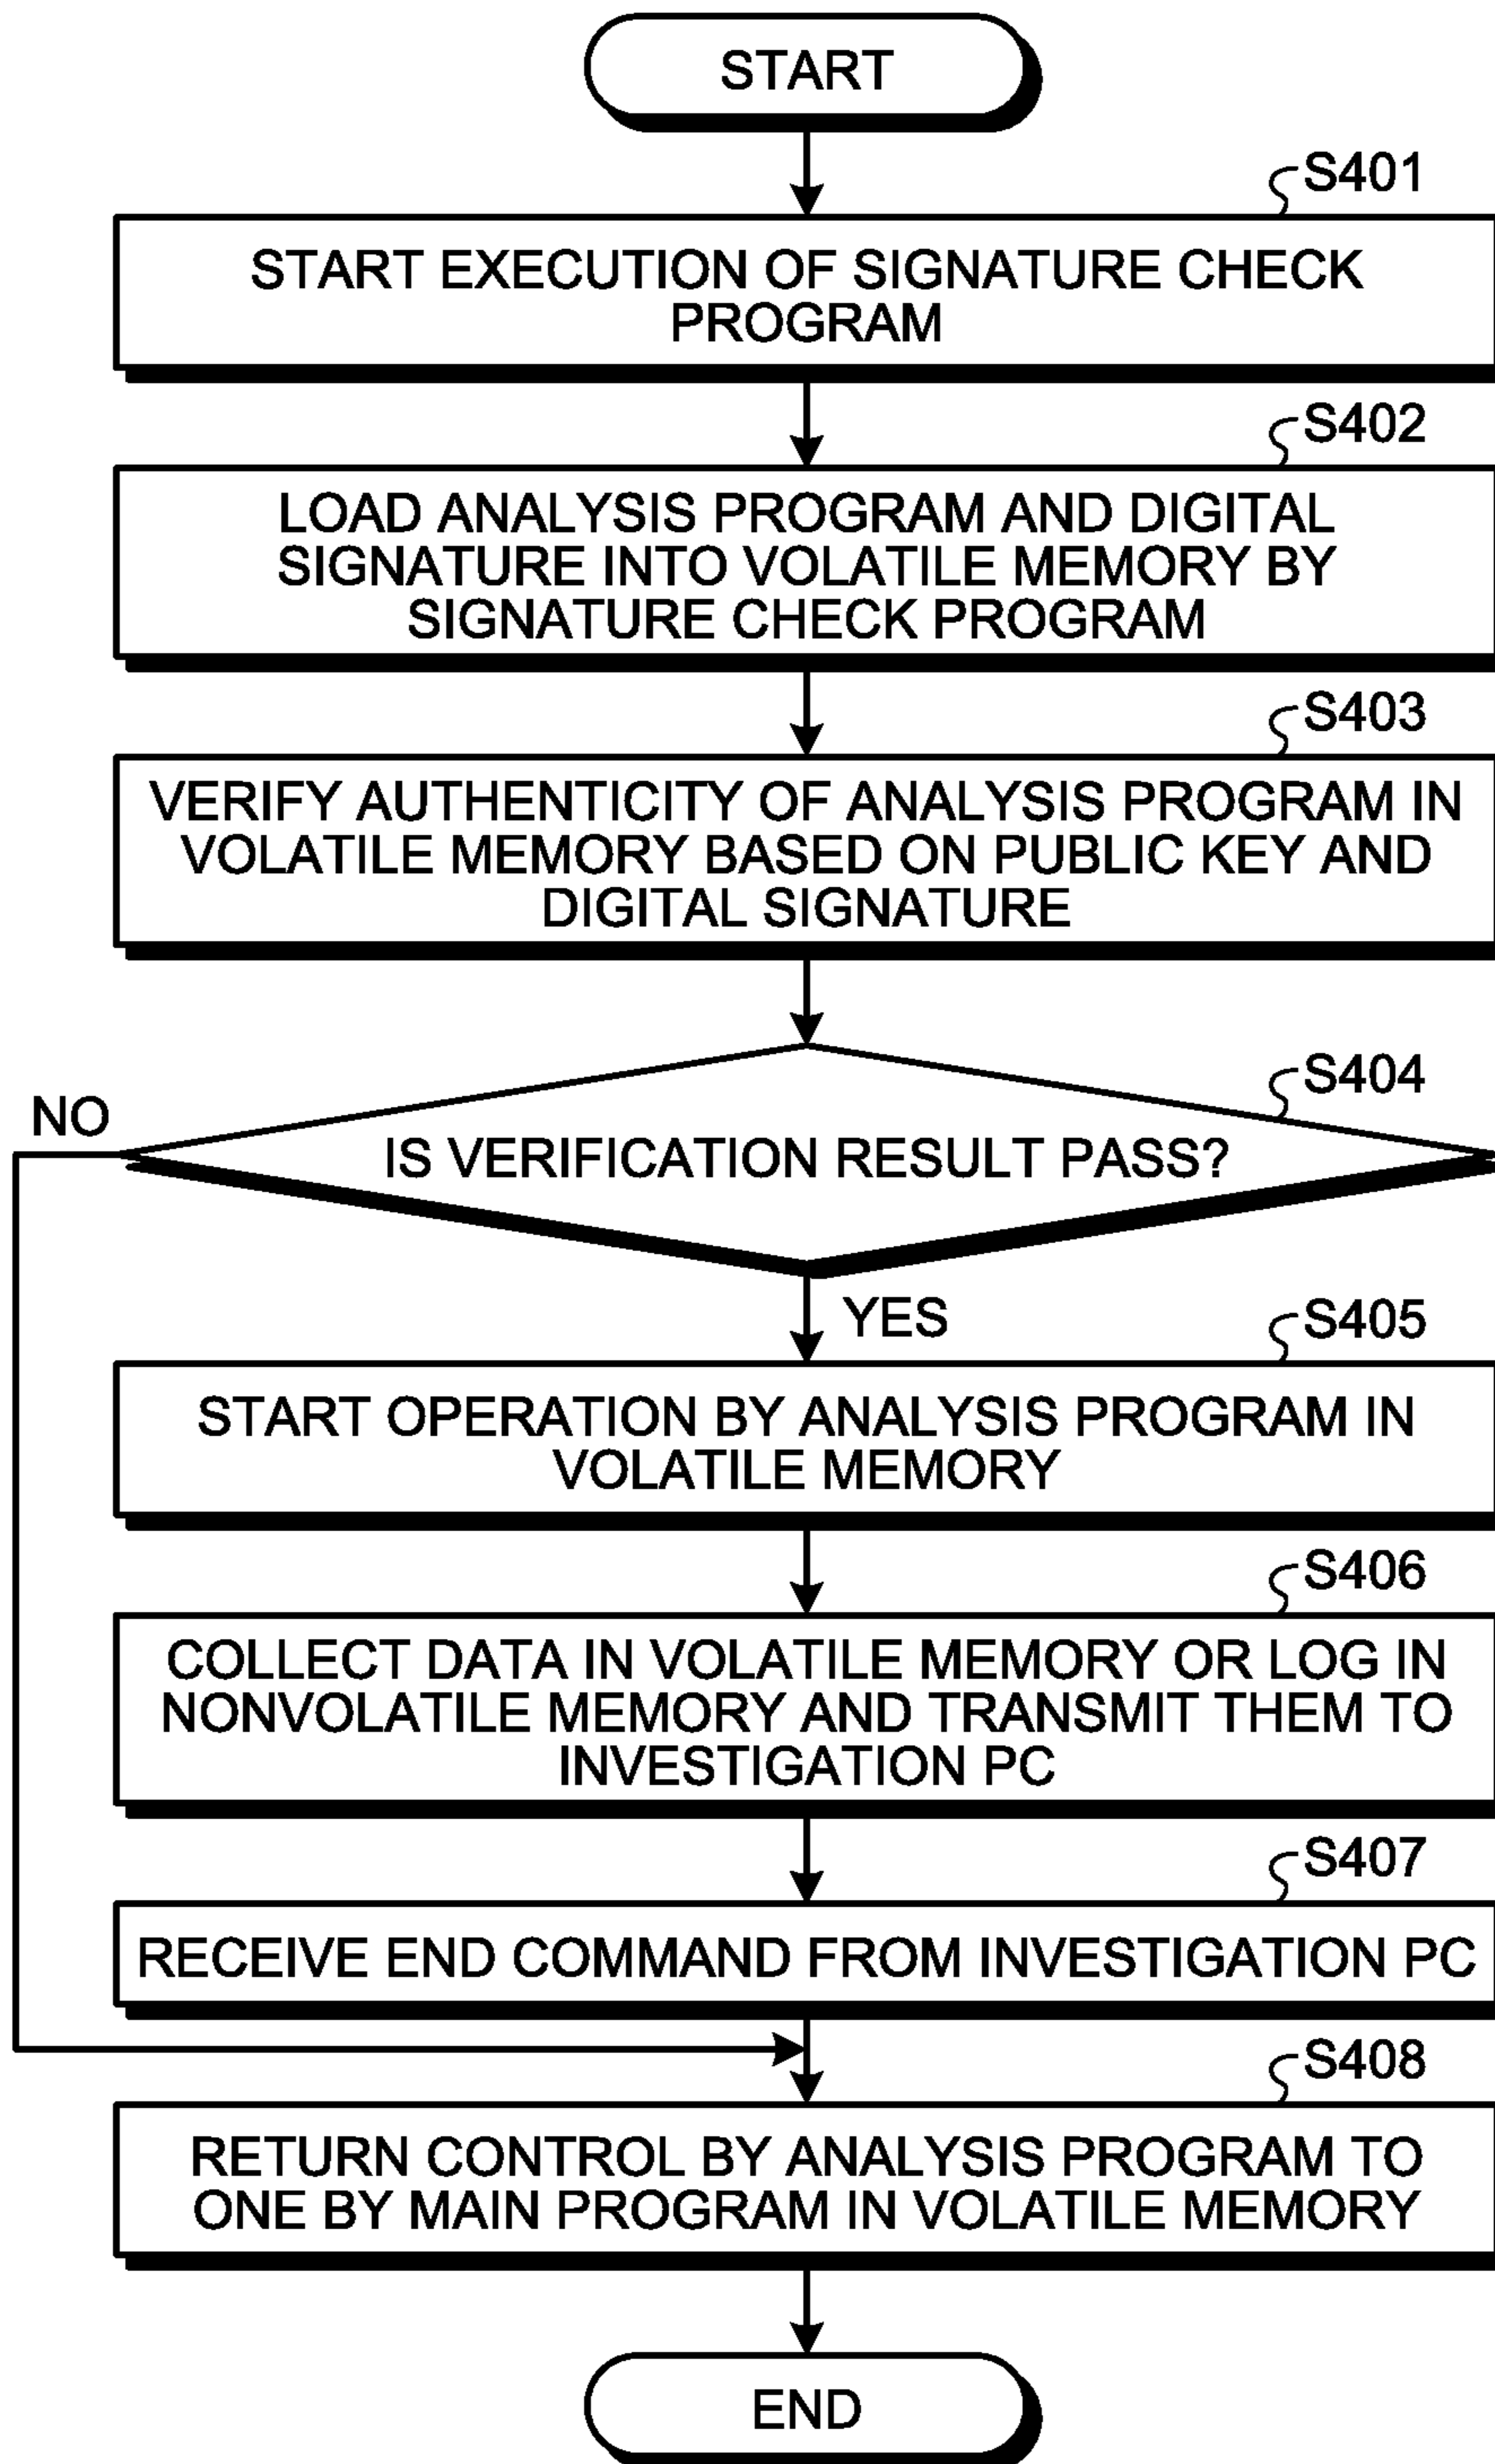 START
S401
START EXECUTION OF SIGNATURE CHECK
PROGRAM
S402
LOAD ANALYSIS PROGRAM AND DIGITAL
SIGNATURE INTO VOLATILE MEMORY BY
SIGNATURE CHECK PROGRAM
S403
VERIFY AUTHENTICITY OF ANALYSIS PROGRAM IN
VOLATILE MEMORY BASED ON PUBLIC KEY AND
DIGITAL SIGNATURE
S404
NO
IS VERIFICATION RESULT PASS?
YES
S405
START OPERATION BY ANALYSIS PROGRAM IN
VOLATILE MEMORY
S406
COLLECT DATA IN VOLATILE MEMORY OR LOG IN
NONVOLATILE MEMORY AND TRANSMIT THEM TO
INVESTIGATION PC
S407
RECEIVE END COMMAND FROM INVESTIGATION PC
S408
RETURN CONTROL BY ANALYSIS PROGRAM TO
ONE BY MAIN PROGRAM IN VOLATILE MEMORY
END